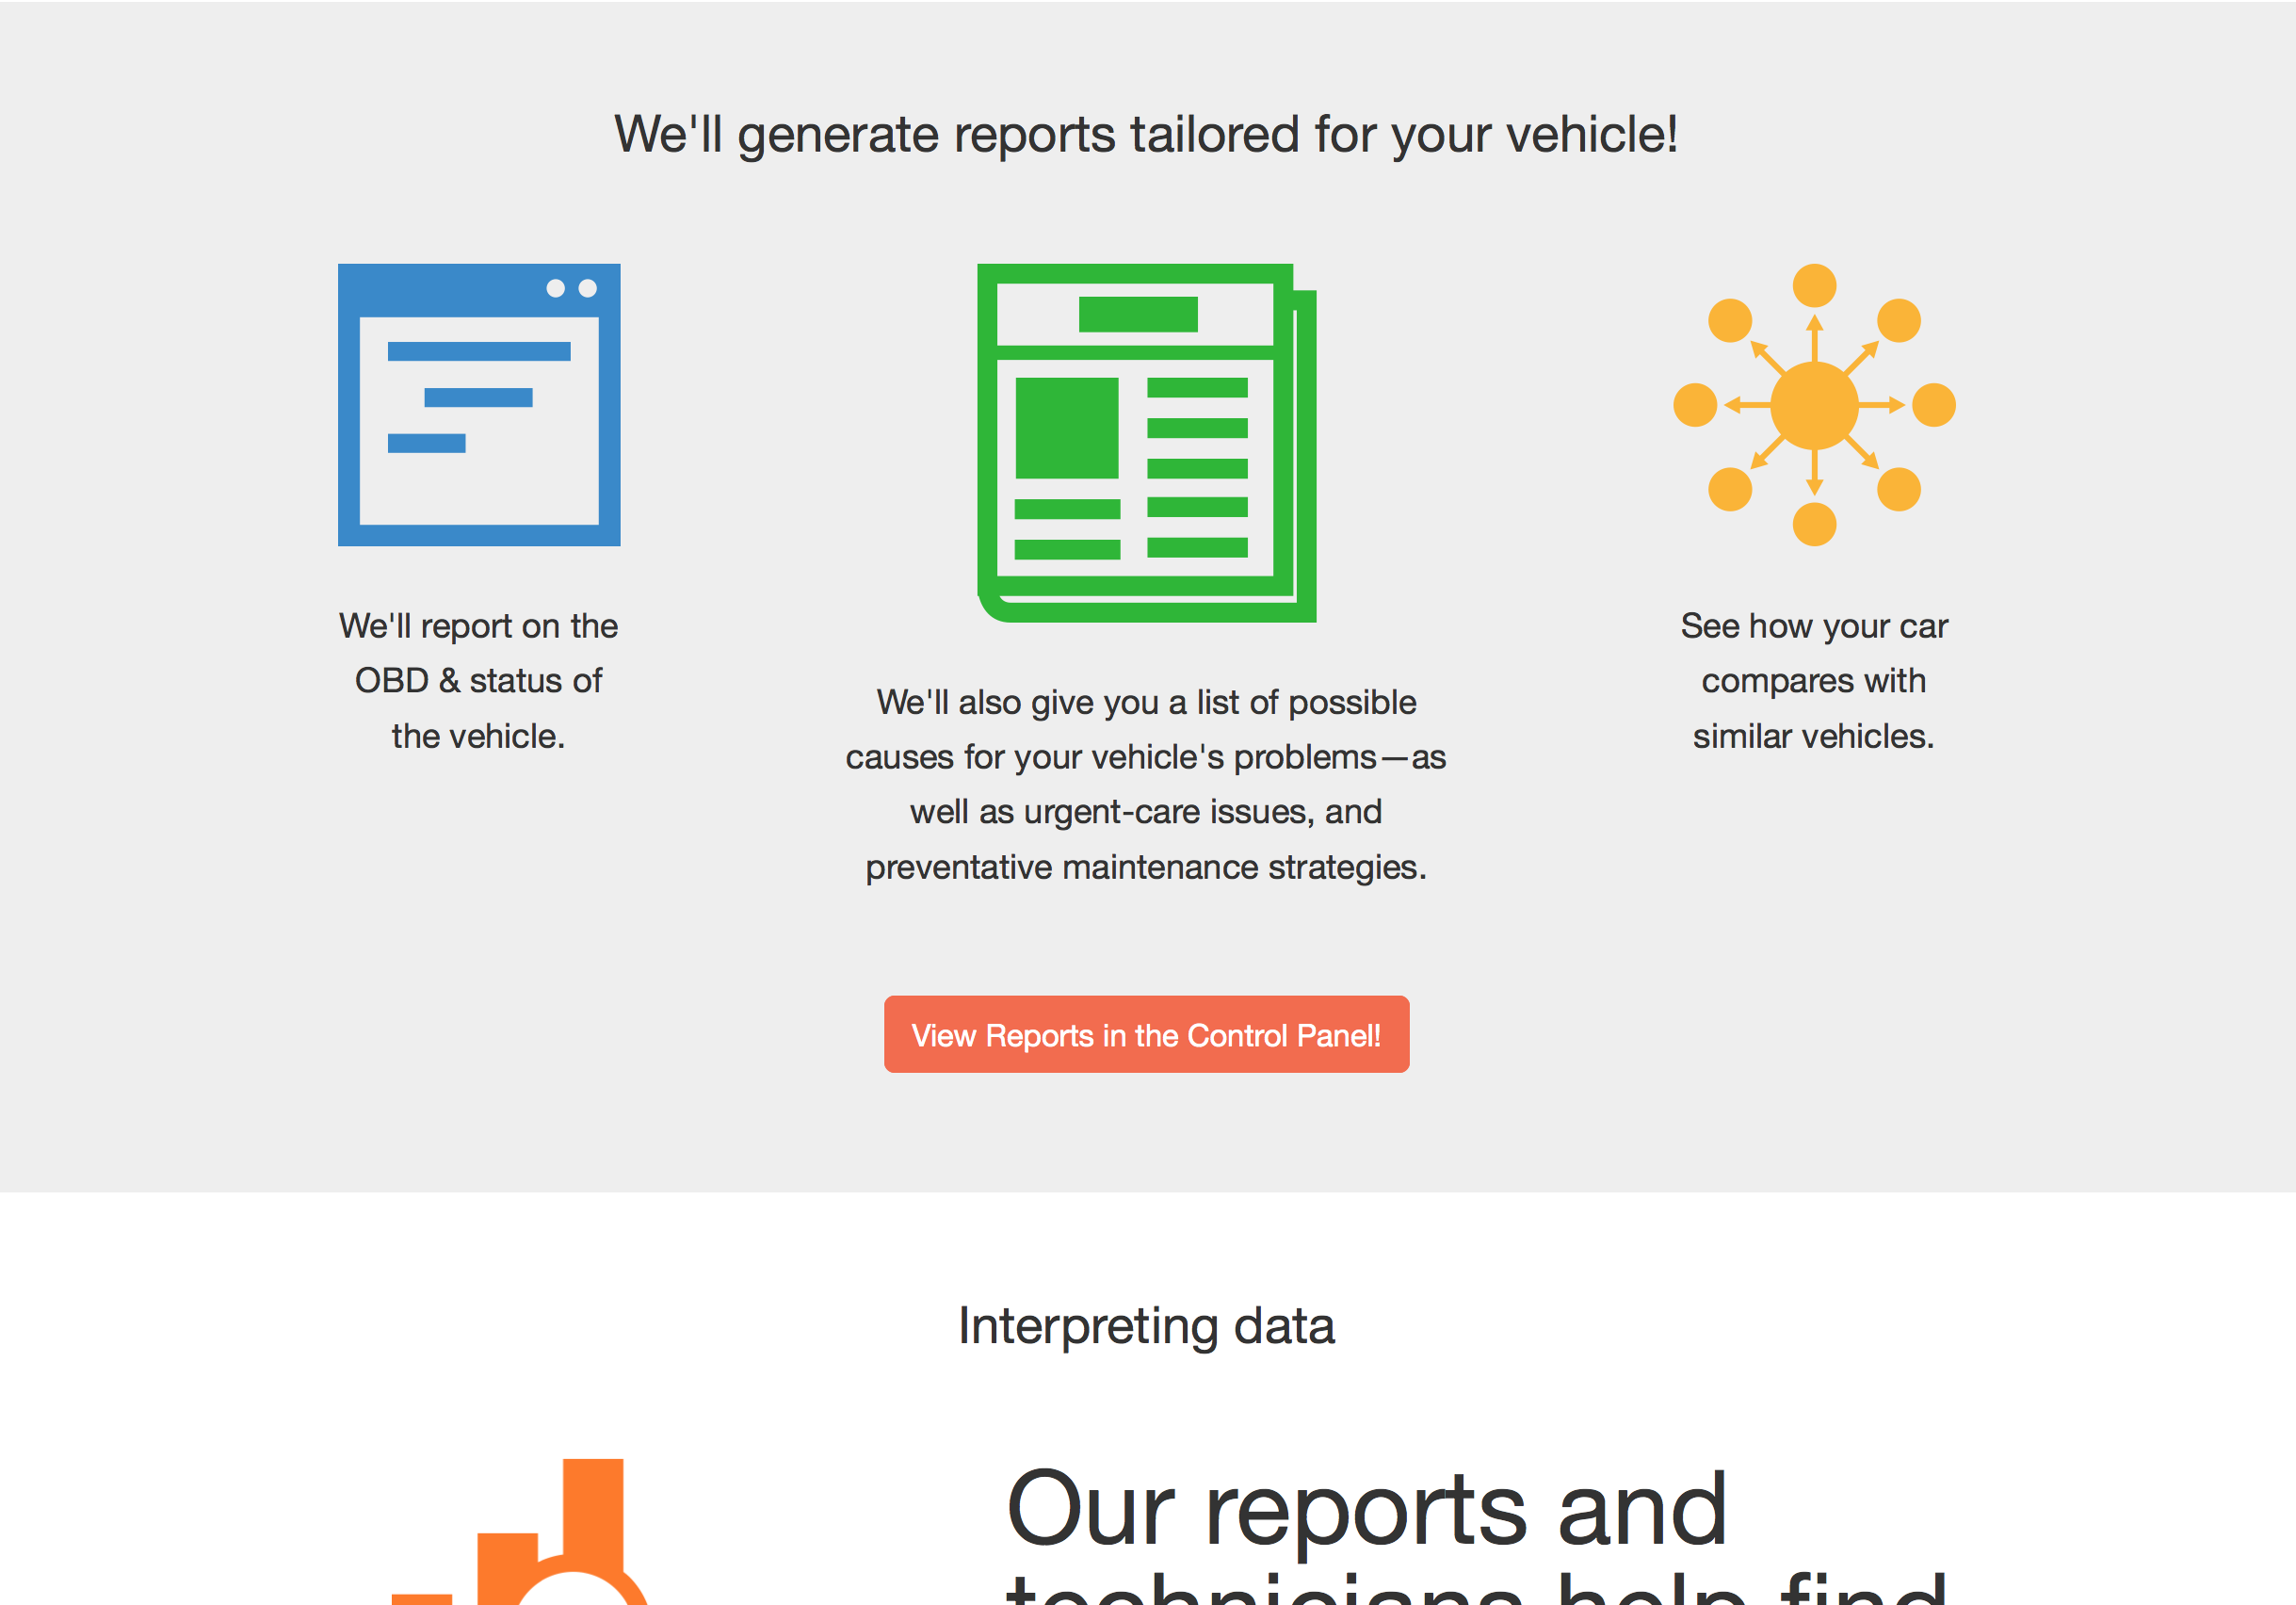 We'll generate reports tailored for your vehicle!
We'll report on the
OBD & status of
the vehicle.
We'll also give you a list of possible
causes for your vehicle's problems—as
well as urgent-care issues, and
preventative maintenance strategies.
See how your car
compares with
similar vehicles.
View Reports in the Control Panel!
Interpreting data
Our reports and
technicians help find